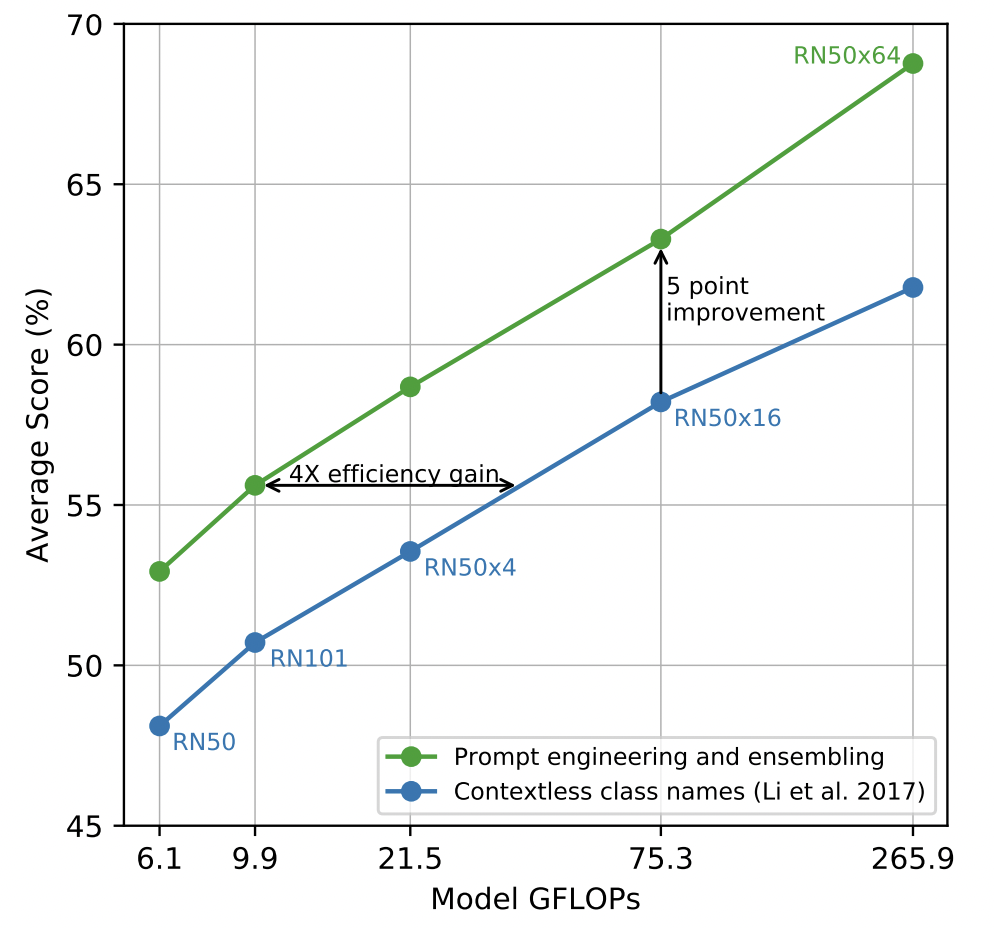 70
RN50x64
65
5 point
improvement
60
RN50x16
4X efficiency gain
55
RN50x4
RN101
50
RN50
Prompt engineering and ensembling
Contextless class names (Li et al. 2017)
45
6.1 9.9 21.5 75.3 265.9
Model GFLOPs
Average Score (%)